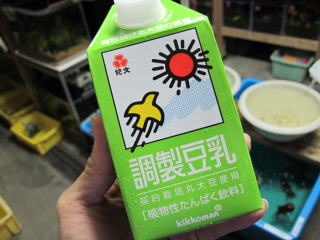 紀文
調製豆乳
契約栽培丸大豆使用
[植物性たんぱく飲料]
kikkoman